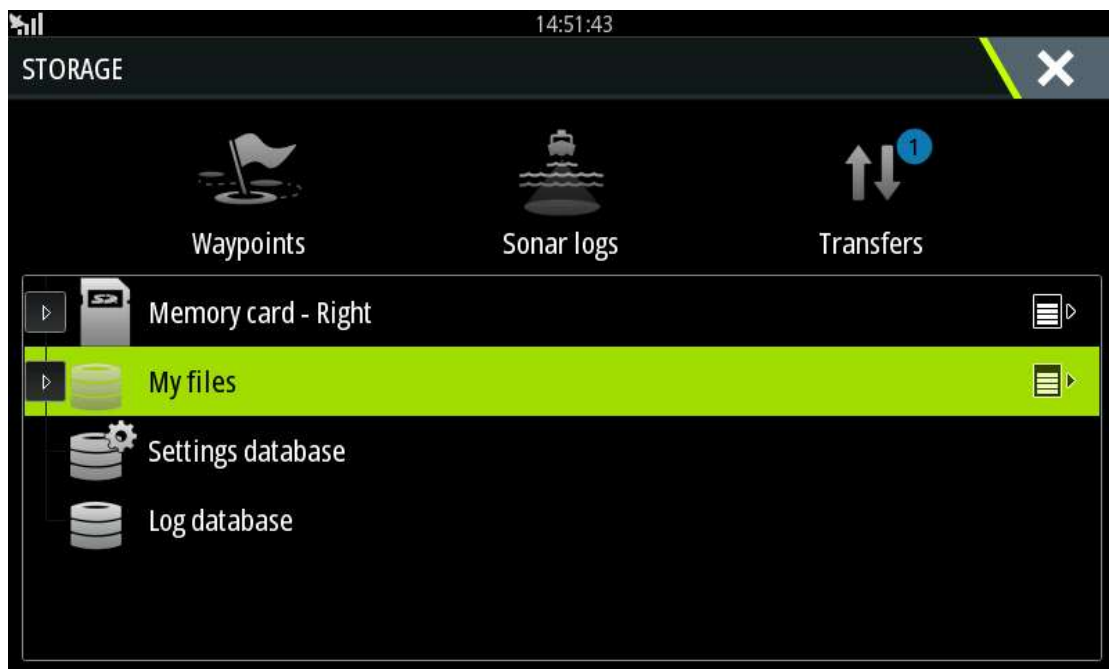 14:51:43
STORAGE
1
Waypoints
Sonar logs
Transfers
Memory card - Right
My files
Settings database
Log database